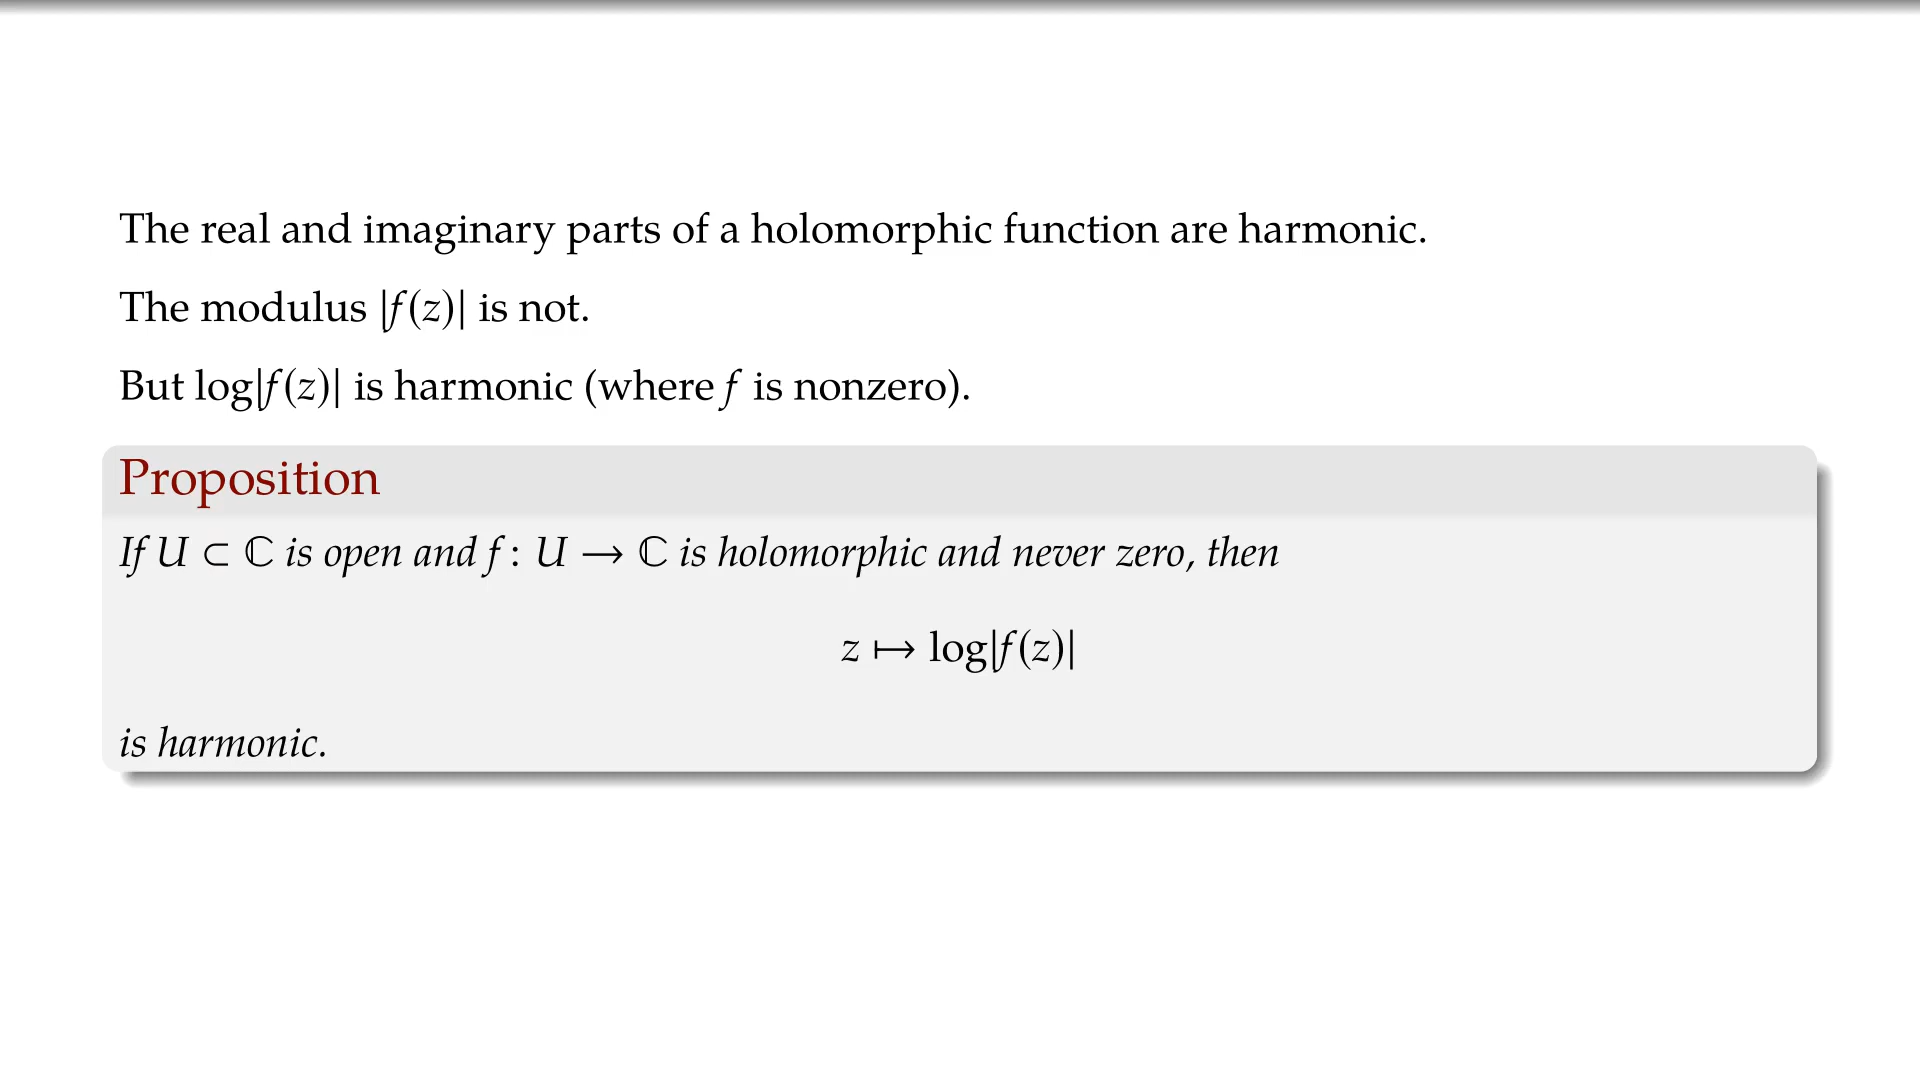 The real and imaginary parts of a holomorphic function are harmonic.
The modulus |f(z)| is not.
But log|f(z)| is harmonic (where f is nonzero).
Proposition
If U ⊂ ℂ is open and f : U → ℂ is holomorphic and never zero, then
z ↦ log|f(z)|
is harmonic.